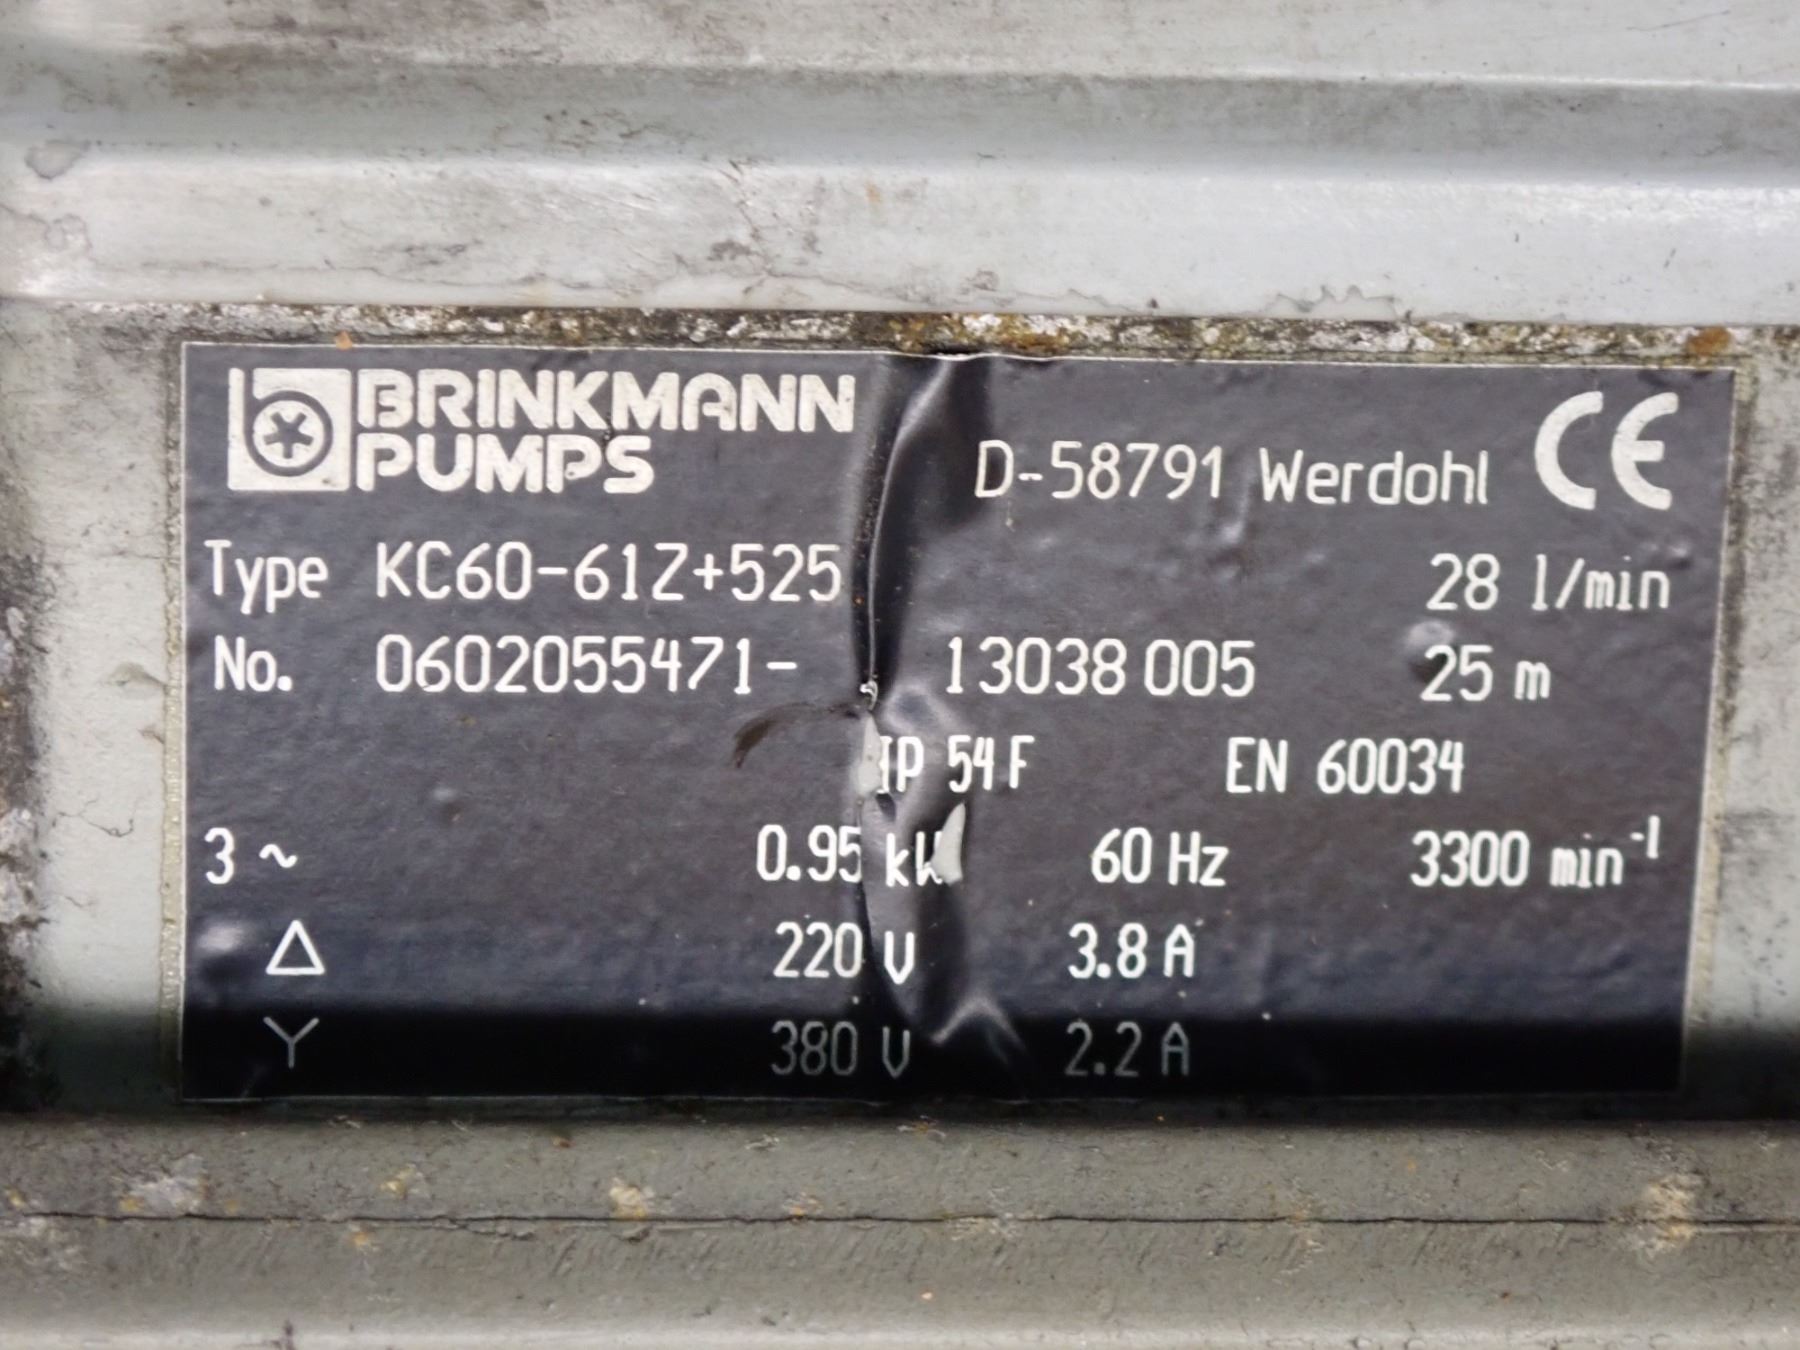 BRINKMANN
PUMPS
D-58791 Werdohl CE
Type KC60-61Z+525 28 l/min
No. 0602055471- 13038 005 25 m
IP 54 F EN 60034
3 ~ 0.95 kW 60 Hz 3300 min⁻¹
△ 220 V 3.8 A
Y 380 V 2.2 A